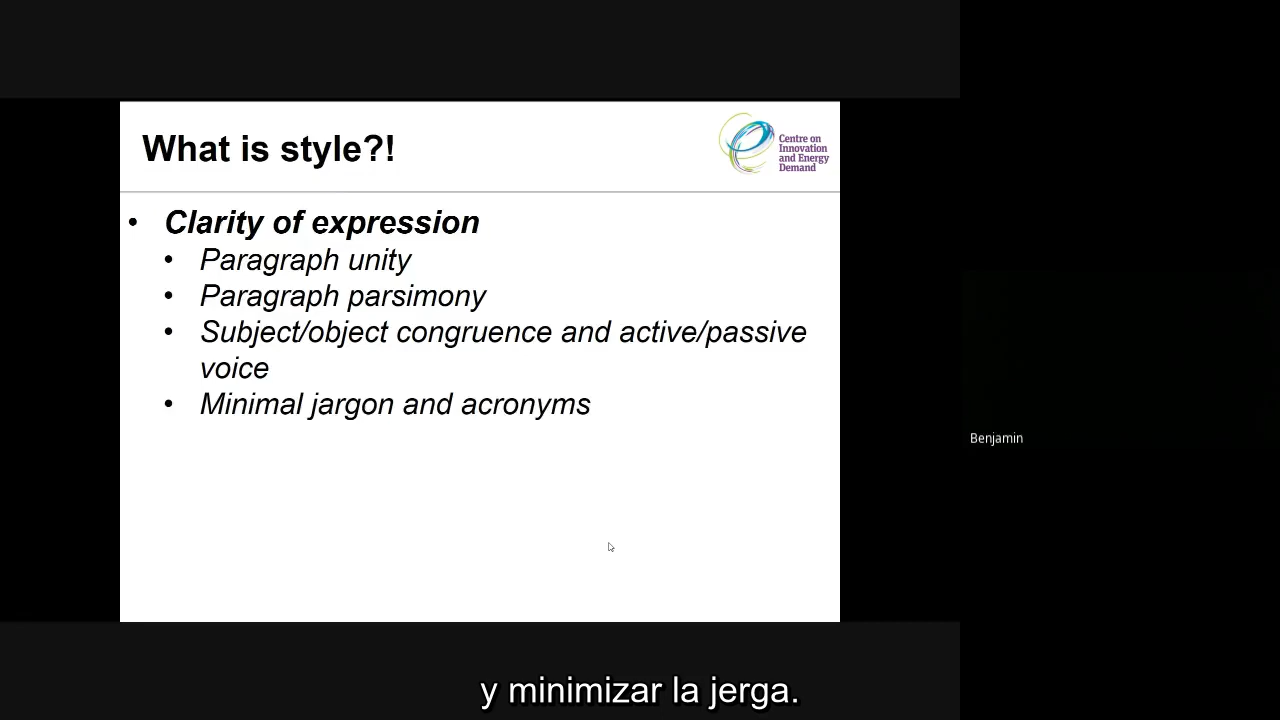 What is style?!
Centre on
Innovation
and Energy
Demand
• Clarity of expression
• Paragraph unity
• Paragraph parsimony
• Subject/object congruence and active/passive
voice
• Minimal jargon and acronyms
Benjamin
y minimizar la jerga.